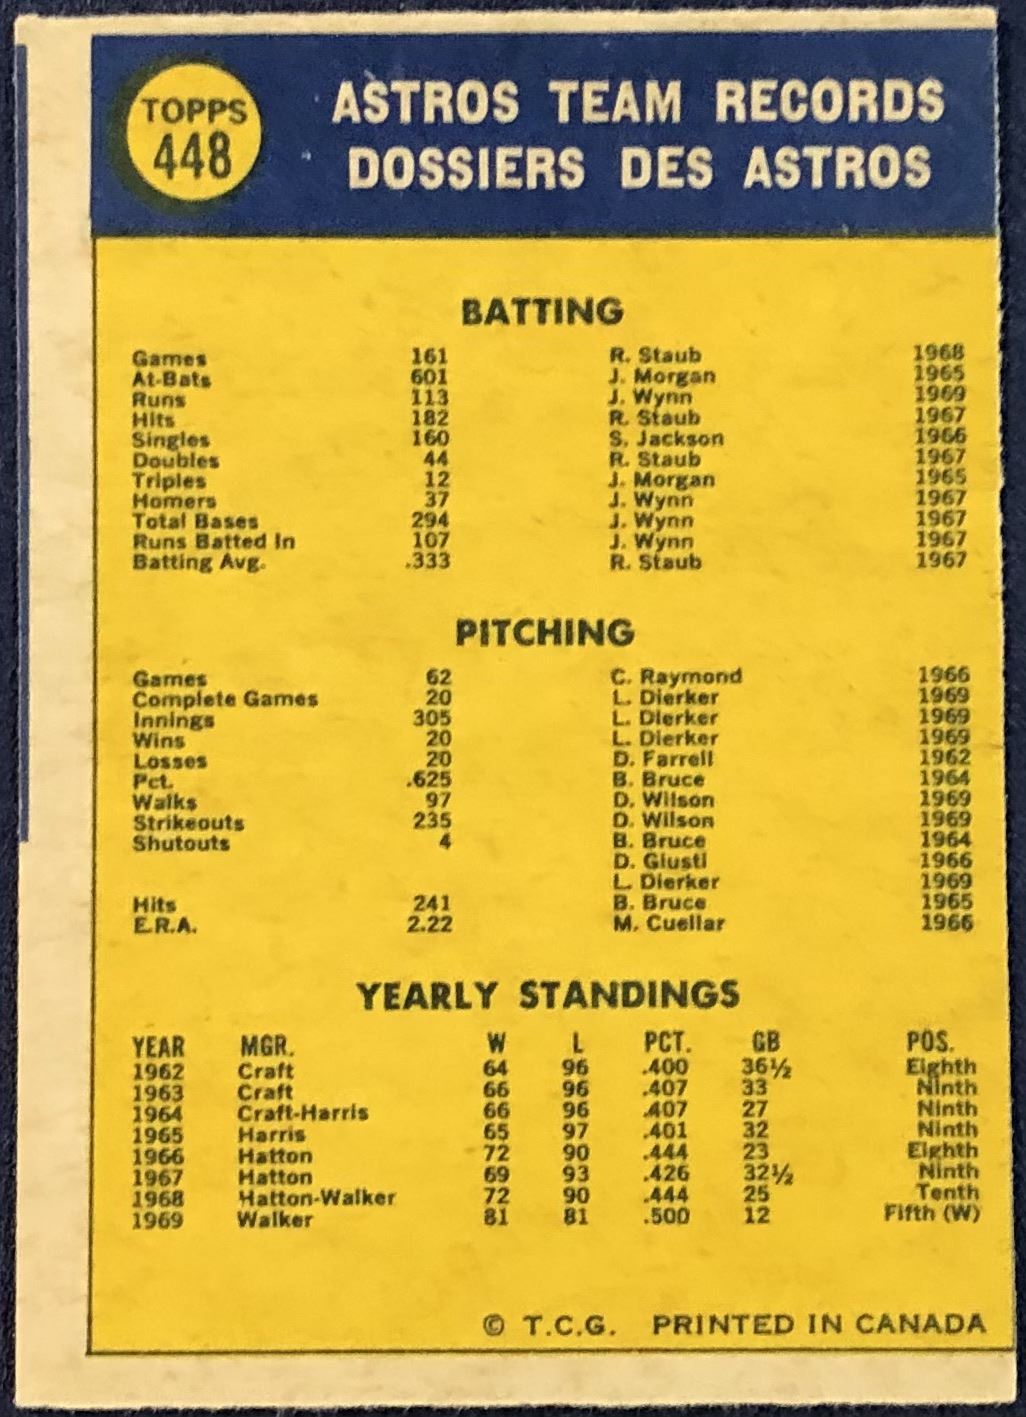 TOPPS
448
ASTROS TEAM RECORDS
DOSSIERS DES ASTROS
BATTING
Games 161 R. Staub 1968
At-Bats 601 J. Morgan 1965
Runs 113 J. Wynn 1969
Hits 182 R. Staub 1967
Singles 160 S. Jackson 1966
Doubles 44 R. Staub 1967
Triples 12 J. Morgan 1965
Homers 37 J. Wynn 1967
Total Bases 294 J. Wynn 1967
Runs Batted In 107 J. Wynn 1967
Batting Avg. .333 R. Staub 1967
PITCHING
Games 62 C. Raymond 1966
Complete Games 20 L. Dierker 1969
Innings 305 L. Dierker 1969
Wins 20 L. Dierker 1969
Losses 20 D. Farrell 1962
Pct. .625 B. Bruce 1964
Walks 97 D. Wilson 1969
Strikeouts 235 D. Wilson 1969
Shutouts 4 B. Bruce 1964
D. Giusti 1966
L. Dierker 1969
Hits 241 B. Bruce 1965
E.R.A. 2.22 M. Cuellar 1966
YEARLY STANDINGS
YEAR MGR. W L PCT. GB POS.
1962 Craft 64 96 .400 36½ Eighth
1963 Craft 66 96 .407 33 Ninth
1964 Craft-Harris 66 96 .407 27 Ninth
1965 Harris 65 97 .401 32 Ninth
1966 Hatton 72 90 .444 23 Eighth
1967 Hatton 69 93 .426 32½ Ninth
1968 Hatton-Walker 72 90 .444 25 Tenth
1969 Walker 81 81 .500 12 Fifth (W)
© T.C.G. PRINTED IN CANADA